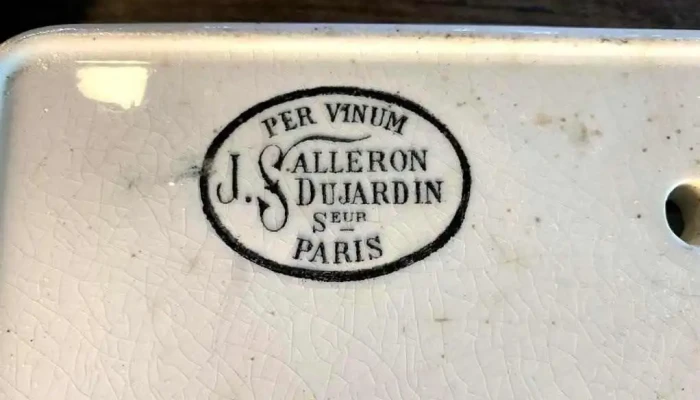 PER VINUM
J. SALLERON
DUJARDIN
SEUR
PARIS